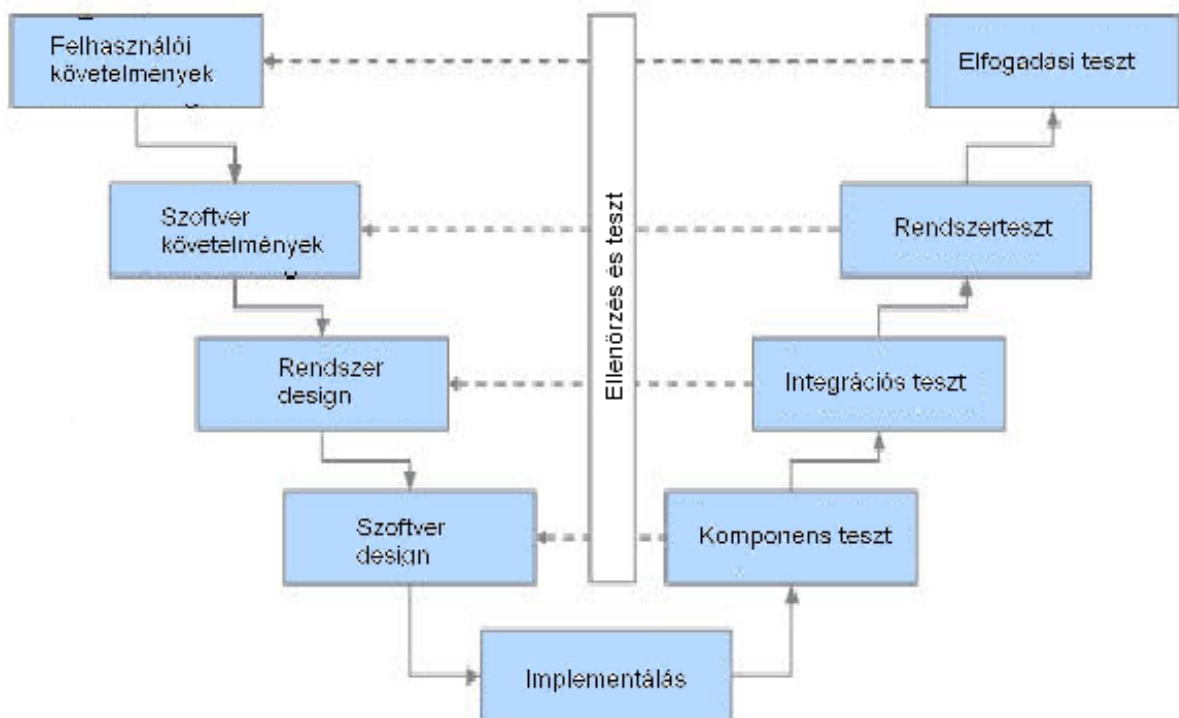 Felhasználói
követelmények
Elfogadási teszt
Szoftver
követelmények
Rendszerteszt
Ellenőrzés és teszt
Rendszer
design
Integrációs teszt
Szoftver
design
Komponens teszt
Implementálás